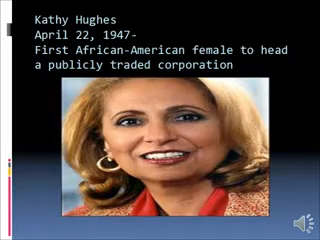 Kathy Hughes
April 22, 1947-
First African-American female to head
a publicly traded corporation